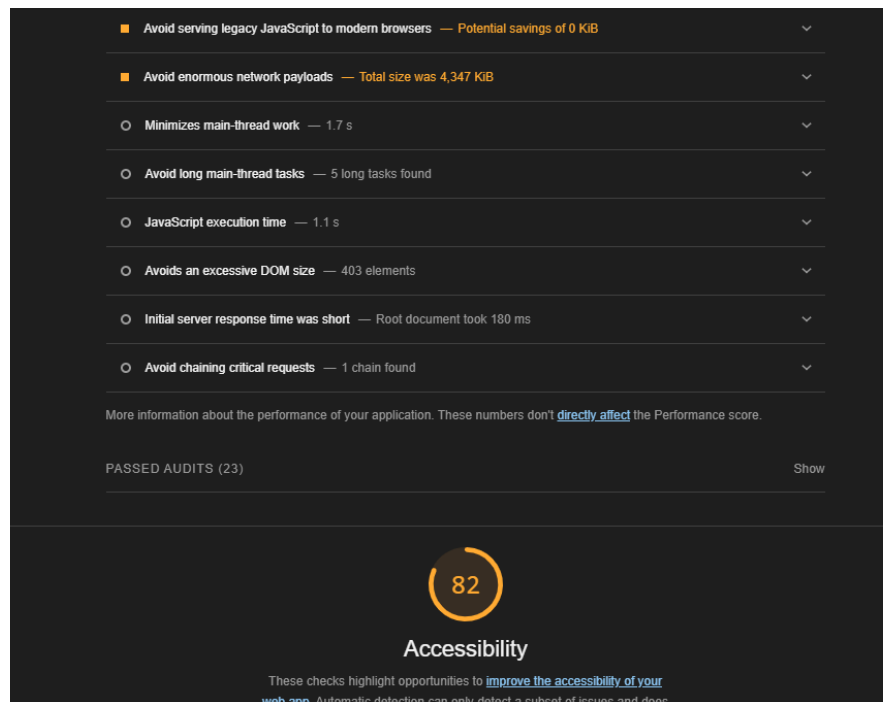 Avoid serving legacy JavaScript to modern browsers — Potential savings of 0 KiB
Avoid enormous network payloads — Total size was 4,347 KiB
Minimizes main-thread work — 1.7 s
Avoid long main-thread tasks — 5 long tasks found
JavaScript execution time — 1.1 s
Avoids an excessive DOM size — 403 elements
Initial server response time was short — Root document took 180 ms
Avoid chaining critical requests — 1 chain found
More information about the performance of your application. These numbers don't directly affect the Performance score.
PASSED AUDITS (23) Show
82
Accessibility
These checks highlight opportunities to improve the accessibility of your
web app. Automatic detection can only detect a subset of issues and does